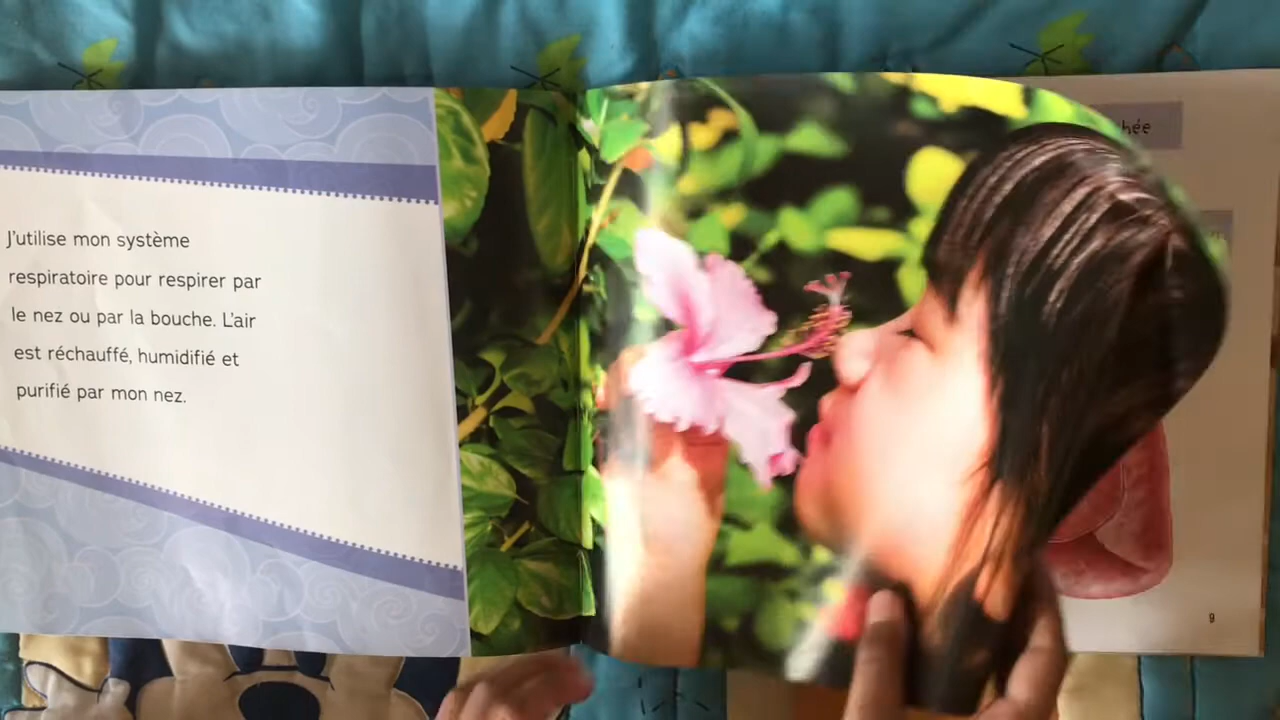 J'utilise mon système
respiratoire pour respirer par
le nez ou par la bouche. L'air
est réchauffé, humidifié et
purifié par mon nez.
9